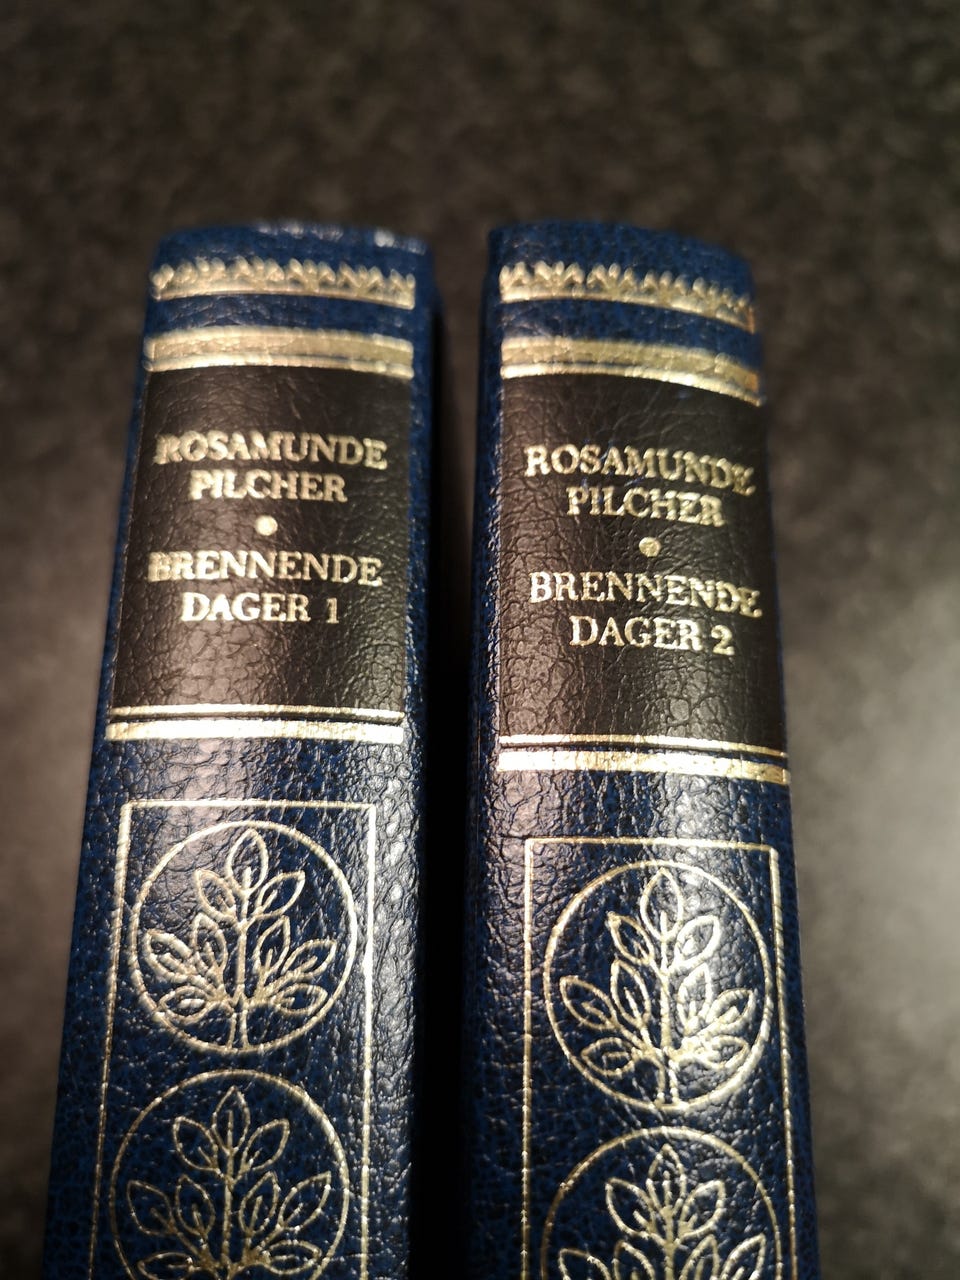 ROSAMUNDE
PILCHER
BRENNENDE
DAGER 1
ROSAMUNDE
PILCHER
BRENNENDE
DAGER 2